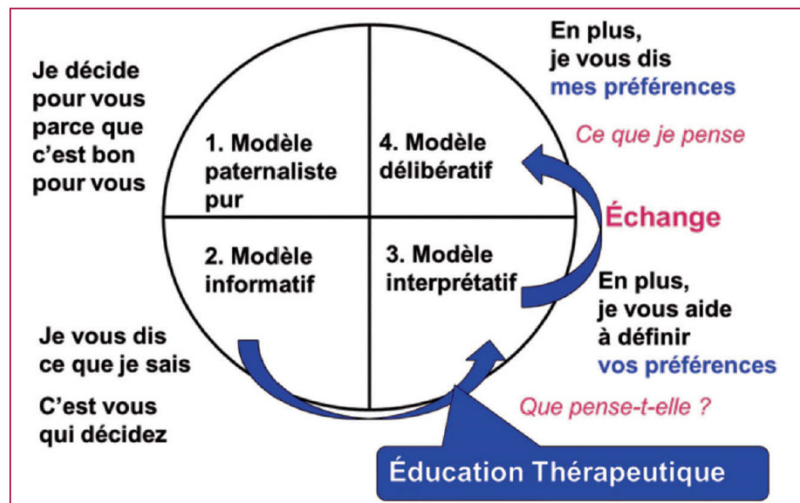 Je décide
pour vous
parce que
c'est bon
pour vous
1. Modèle
paternaliste
pur
4. Modèle
délibératif
En plus,
je vous dis
mes préférences
Ce que je pense
Échange
2. Modèle
informatif
3. Modèle
interprétatif
Je vous dis
ce que je sais
C'est vous
qui décidez
En plus,
je vous aide
à définir
vos préférences
Que pense-t-elle ?
Éducation Thérapeutique